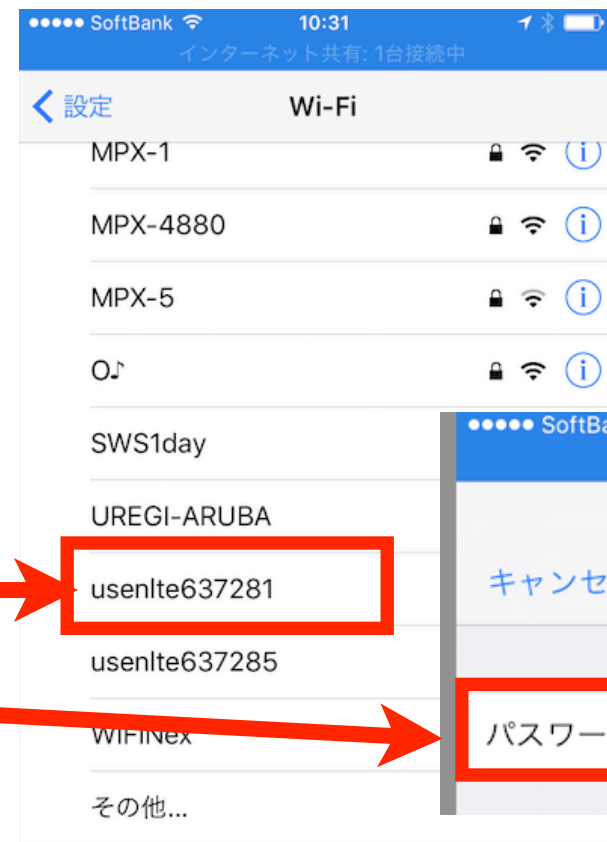 SoftBank 10:31
インターネット共有: 1台接続中
設定 Wi-Fi
MPX-1
MPX-4880
MPX-5
O♪
SWS1day
UREGI-ARUBA
usenlte637281
usenlte637285
WIFINex
その他...
SoftBa
キャンセ
パスワー